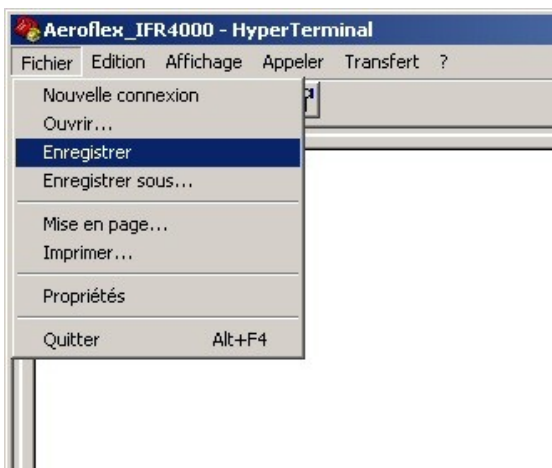 Aeroflex_IFR4000 - HyperTerminal
Fichier Edition Affichage Appeler Transfert ?
Nouvelle connexion
Ouvrir...
Enregistrer
Enregistrer sous...
Mise en page...
Imprimer...
Propriétés
Quitter Alt+F4